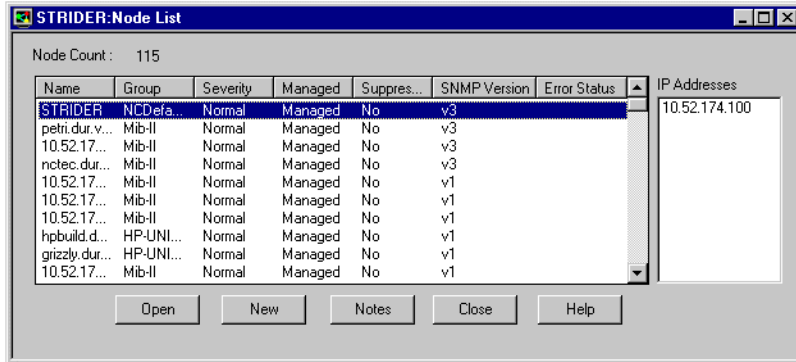 STRIDER:Node List
Node Count : 115
Name Group Severity Managed Suppres... SNMP Version Error Status IP Addresses
STRIDER NCDefa... Normal Managed No v3 10.52.174.100
petri.dur.v... Mib-II Normal Managed No v3
10.52.17... Mib-II Normal Managed No v3
nctec.dur... Mib-II Normal Managed No v3
10.52.17... Mib-II Normal Managed No v1
10.52.17... Mib-II Normal Managed No v1
10.52.17... Mib-II Normal Managed No v1
hpbuild.d... HP-UNI... Normal Managed No v1
grizzly.dur... HP-UNI... Normal Managed No v1
10.52.17... Mib-II Normal Managed No v1
Open New Notes Close Help